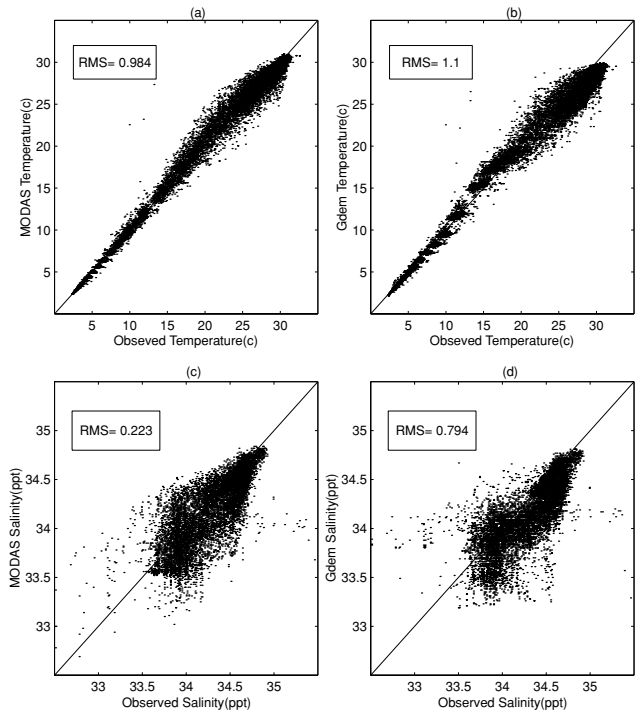 (a)
RMS= 0.984
MODAS Temperature(c)
30
25
20
15
10
5
5 10 15 20 25 30
Obseved Temperature(c)
(b)
RMS= 1.1
Gdem Temperature(c)
30
25
20
15
10
5
5 10 15 20 25 30
Obseved Temperature(c)
(c)
RMS= 0.223
MODAS Salinity(ppt)
35
34.5
34
33.5
33
33 33.5 34 34.5 35
Observed Salinity(ppt)
(d)
RMS= 0.794
Gdem Salinity(ppt)
35
34.5
34
33.5
33
33 33.5 34 34.5 35
Observed Salinity(ppt)